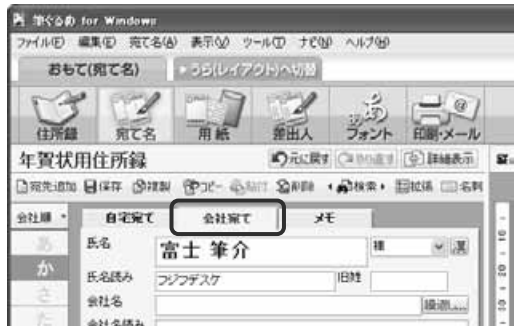 筆ぐるめ for Windows
ファイル(F) 編集(E) 宛て名(A) 表示(V) ツール(T) ナビ(N) ヘルプ(H)
おもて(宛て名) ▸うら(レイアウト)へ切替
住所録 宛て名 用紙 差出人 フォント 印刷・メール
年賀状用住所録 元に戻す やり直す 詳細表示
宛先追加 保存 複製 コピー 貼付 削除 検索 拡張 名刺
会社順 自宅宛て 会社宛て メモ
あ 氏名 富士 筆介 様
か 氏名読み フジフデスケ 旧姓
さ 会社名
た 会社名読み